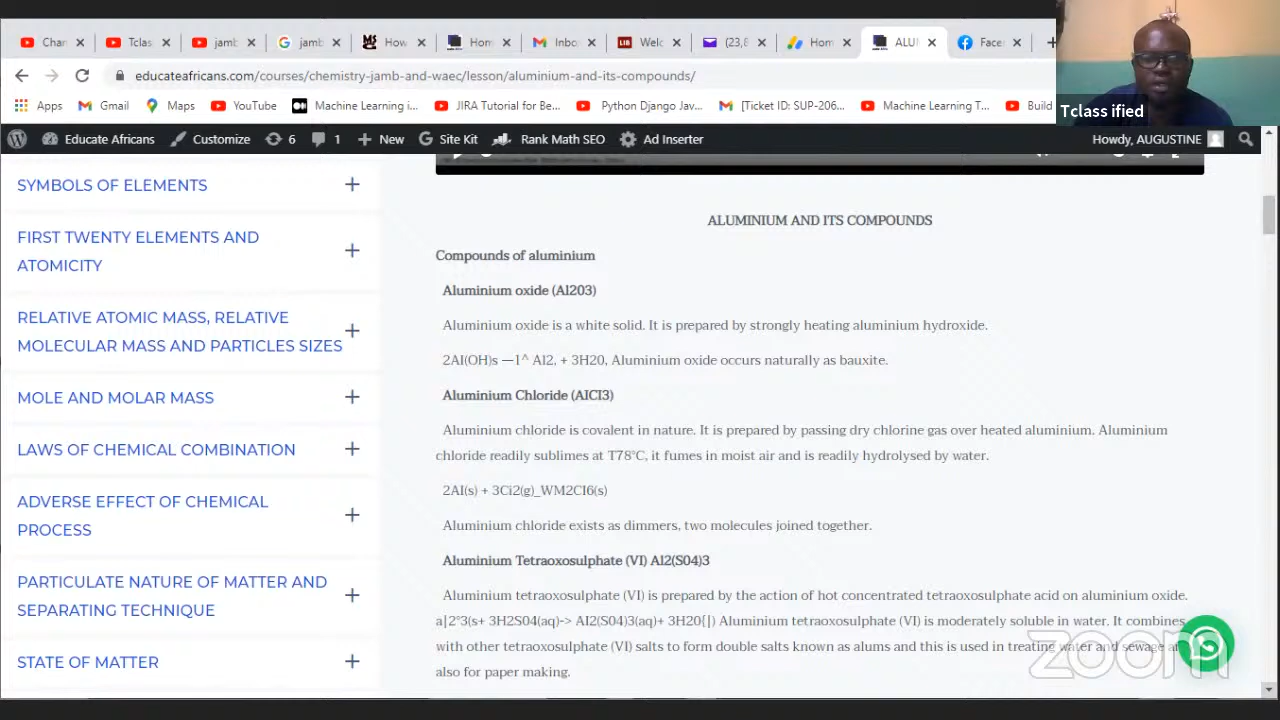 Chan
Tclas
jamb
jamb
How
Hom
Inbo
Welc
(23,8
Hom
ALUI
Facel
educateafricans.com/courses/chemistry-jamb-and-waec/lesson/aluminium-and-its-compounds/
Apps Gmail Maps YouTube Machine Learning i... JIRA Tutorial for Be... Python Django Jav... [Ticket ID: SUP-206... Machine Learning T... Build
Tclass ified
Educate Africans Customize 6 1 New Site Kit Rank Math SEO Ad Inserter Howdy, AUGUSTINE
SYMBOLS OF ELEMENTS
FIRST TWENTY ELEMENTS AND
ATOMICITY
RELATIVE ATOMIC MASS, RELATIVE
MOLECULAR MASS AND PARTICLES SIZES
MOLE AND MOLAR MASS
LAWS OF CHEMICAL COMBINATION
ADVERSE EFFECT OF CHEMICAL
PROCESS
PARTICULATE NATURE OF MATTER AND
SEPARATING TECHNIQUE
STATE OF MATTER
ALUMINIUM AND ITS COMPOUNDS
Compounds of aluminium
Aluminium oxide (Al203)
Aluminium oxide is a white solid. It is prepared by strongly heating aluminium hydroxide.
2AI(OH)s —1^ Al2, + 3H20, Aluminium oxide occurs naturally as bauxite.
Aluminium Chloride (AICI3)
Aluminium chloride is covalent in nature. It is prepared by passing dry chlorine gas over heated aluminium. Aluminium
chloride readily sublimes at T78°C, it fumes in moist air and is readily hydrolysed by water.
2AI(s) + 3Ci2(g)_WM2CI6(s)
Aluminium chloride exists as dimmers, two molecules joined together.
Aluminium Tetraoxosulphate (VI) Al2(S04)3
Aluminium tetraoxosulphate (VI) is prepared by the action of hot concentrated tetraoxosulphate acid on aluminium oxide.
a|2°3(s+ 3H2S04(aq)-> AI2(S04)3(aq)+ 3H20{|) Aluminium tetraoxosulphate (VI) is moderately soluble in water. It combines
with other tetraoxosulphate (VI) salts to form double salts known as alums and this is used in treating water and sewage a
also for paper making.
zoom